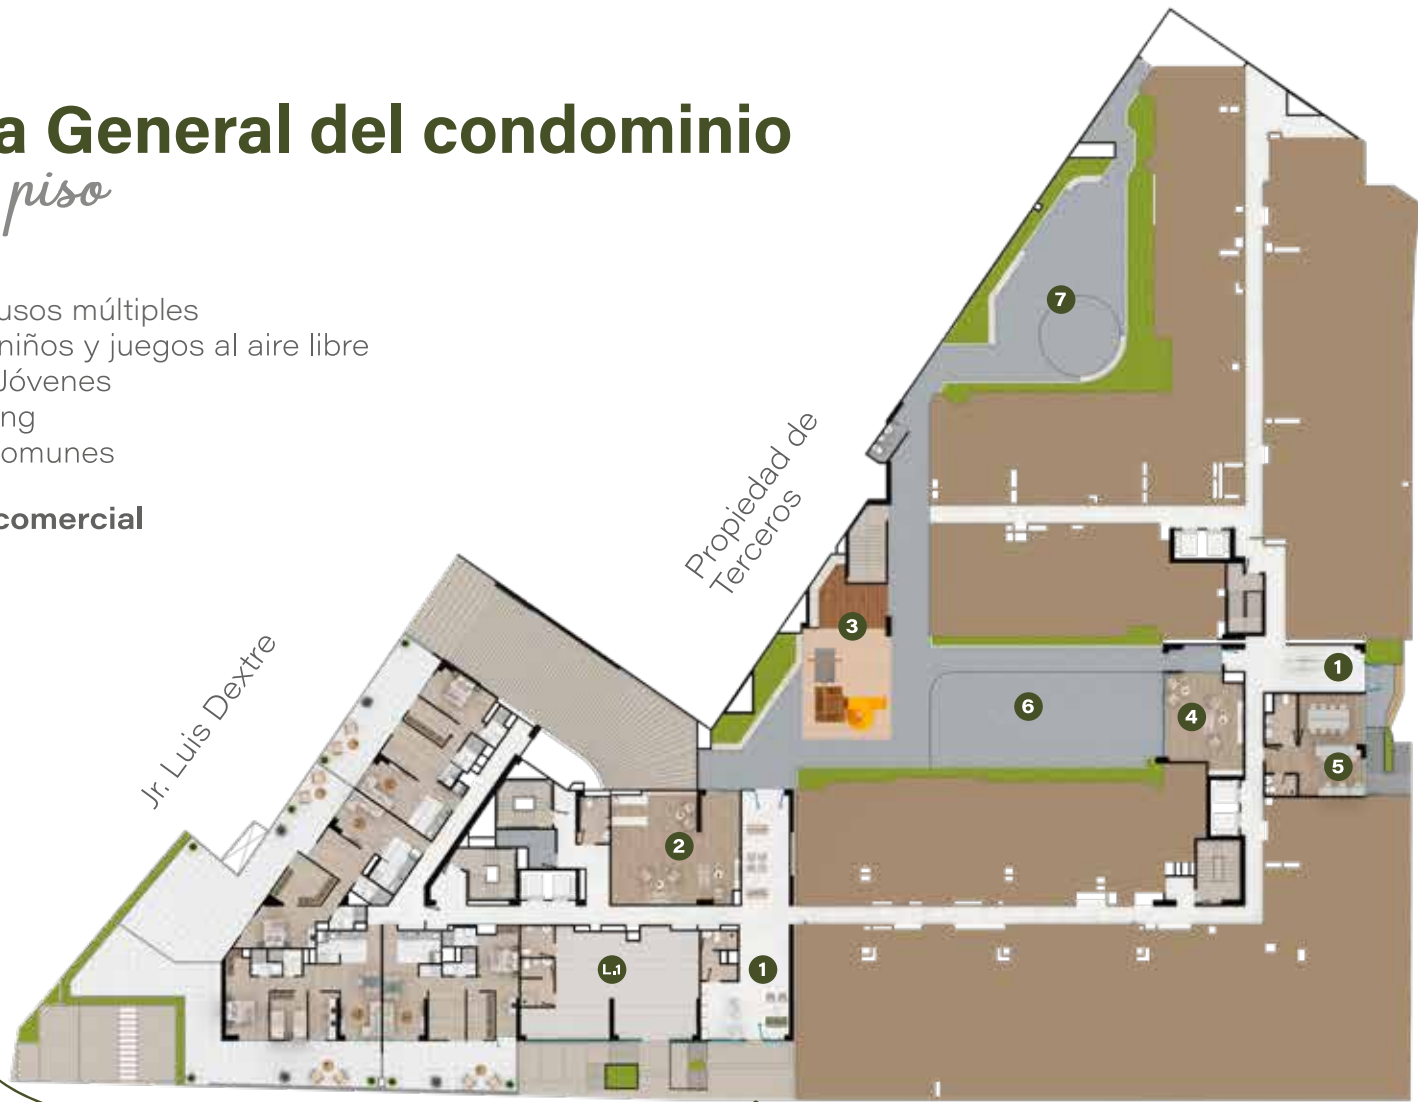 a General del condominio
piso
usos múltiples
niños y juegos al aire libre
Jóvenes
ng
omunes
comercial
Propiedad de
Terceros
Jr. Luis Dextre
7
3
1
6
4
5
2
L.1
1